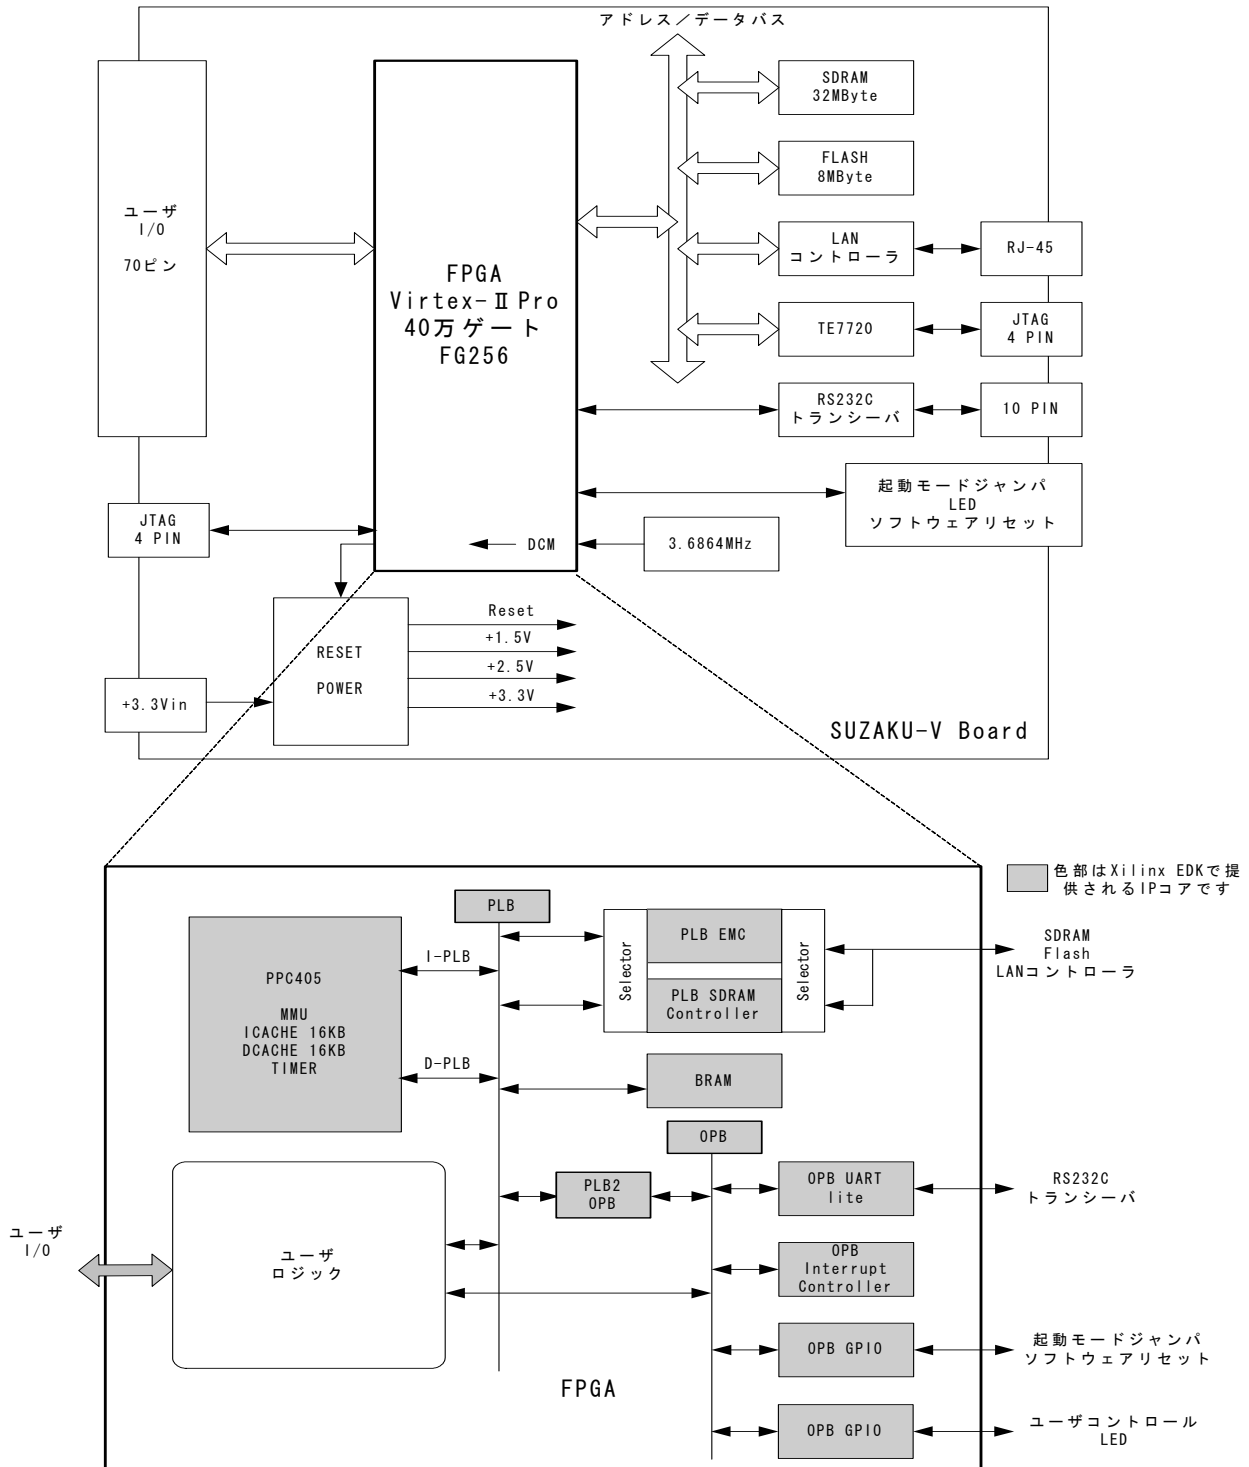 アドレス／データバス
SDRAM
32MByte
FLASH
8MByte
ユーザ
I/O
70ピン
LAN
コントローラ
RJ-45
FPGA
Virtex-ⅡPro
40万ゲート
FG256
TE7720
JTAG
4 PIN
RS232C
トランシーバ
10 PIN
起動モードジャンパ
LED
ソフトウェアリセット
JTAG
4 PIN
DCM
3.6864MHz
Reset
+1.5V
+2.5V
+3.3V
RESET
POWER
+3.3Vin
SUZAKU-V Board
色部はXilinx EDKで提
供されるIPコアです
PLB
PLB EMC
Selector
Selector
PLB SDRAM
Controller
SDRAM
Flash
LANコントローラ
I-PLB
PPC405
MMU
ICACHE 16KB
DCACHE 16KB
TIMER
D-PLB
BRAM
OPB
PLB2
OPB
OPB UART
lite
RS232C
トランシーバ
ユーザ
I/O
ユーザ
ロジック
OPB
Interrupt
Controller
OPB GPIO
起動モードジャンパ
ソフトウェアリセット
FPGA
OPB GPIO
ユーザコントロール
LED